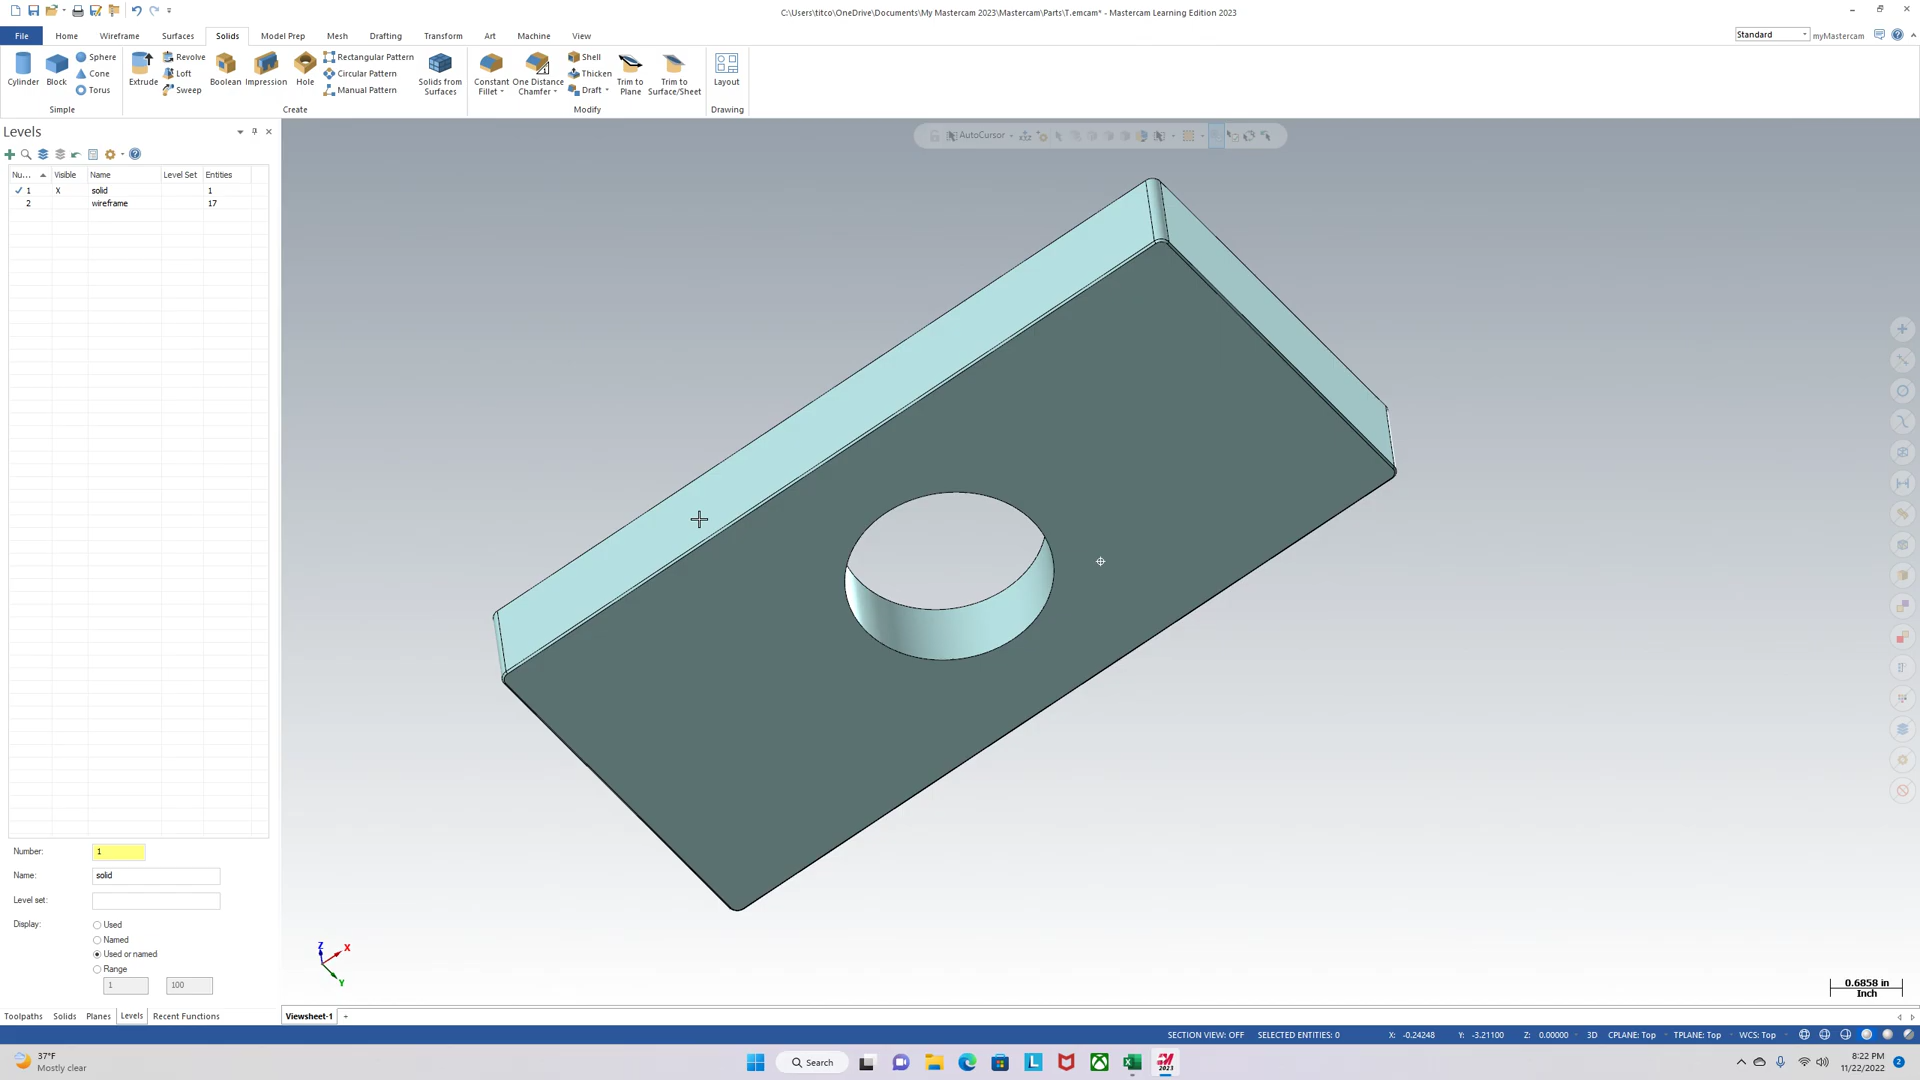 C:\Users\titco\OneDrive\Documents\My Mastercam 2023\Mastercam\Parts\T.emcam* - Mastercam Learning Edition 2023
File Home Wireframe Surfaces Solids Model Prep Mesh Drafting Transform Art Machine View
Standard myMastercam
Cylinder Block Sphere Cone Torus
Simple
Extrude Revolve Loft Sweep Boolean Impression Hole Rectangular Pattern Circular Pattern Manual Pattern Solids from Surfaces
Create
Constant Fillet One Distance Chamfer Shell Thicken Draft Trim to Plane Trim to Surface/Sheet
Modify
Layout
Drawing
Levels
AutoCursor
Nu... Visible Name Level Set Entities
1 X solid 1
2 wireframe 17
Number: 1
Name: solid
Level set:
Display: Used
Named
Used or named
Range
1 100
Z X Y
0.6858 in
Inch
Toolpaths Solids Planes Levels Recent Functions
Viewsheet-1 +
SECTION VIEW: OFF SELECTED ENTITIES: 0 X: -0.24248 Y: -3.21100 Z: 0.00000 3D CPLANE: Top TPLANE: Top WCS: Top
37°F
Mostly clear
Search
2023
8:22 PM
11/22/2022
2